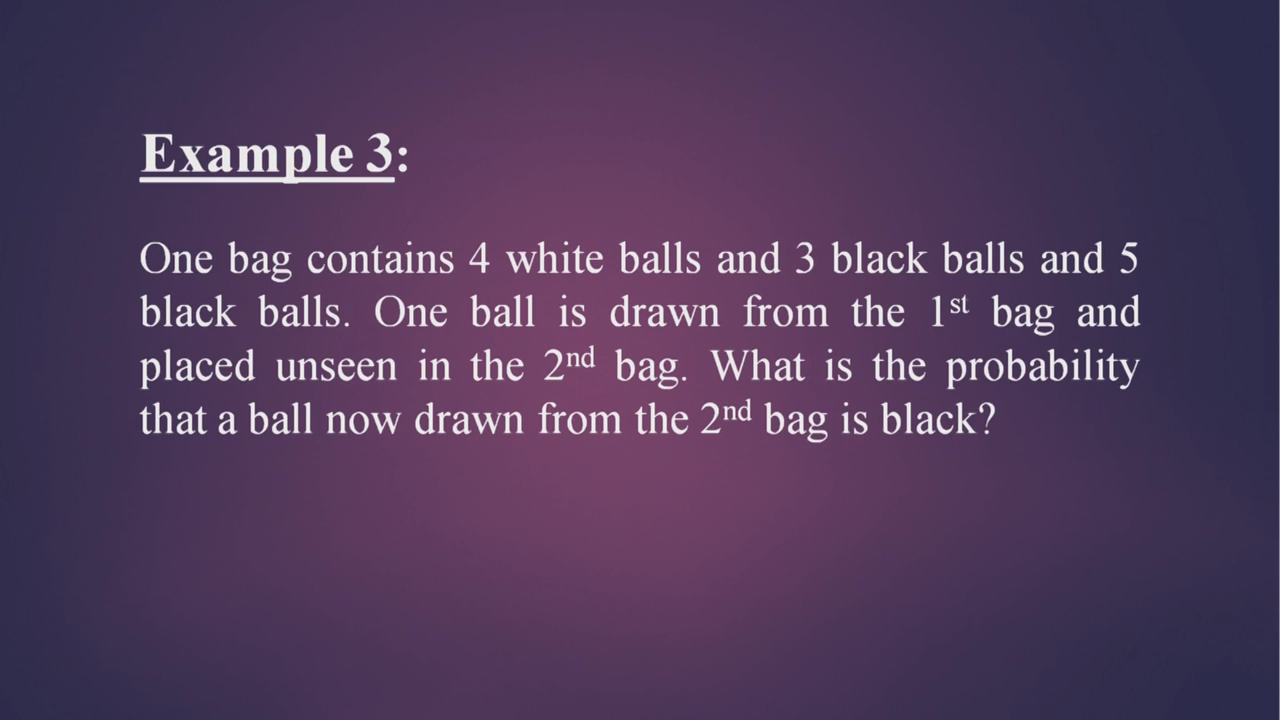 Example 3:
One bag contains 4 white balls and 3 black balls and 5
black balls. One ball is drawn from the 1st bag and
placed unseen in the 2nd bag. What is the probability
that a ball now drawn from the 2nd bag is black?